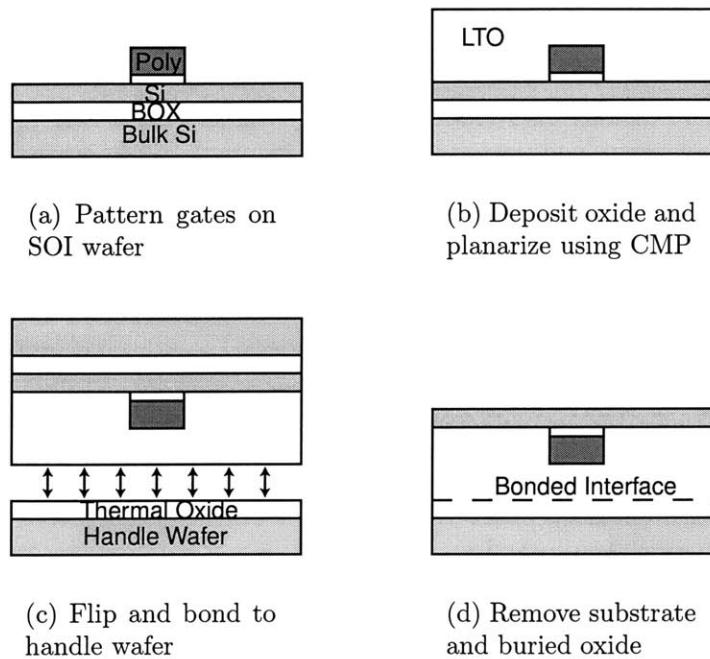 Poly
Si
BOX
Bulk Si
(a) Pattern gates on
SOI wafer
LTO
(b) Deposit oxide and
planarize using CMP
Thermal Oxide
Handle Wafer
(c) Flip and bond to
handle wafer
Bonded Interface
(d) Remove substrate
and buried oxide